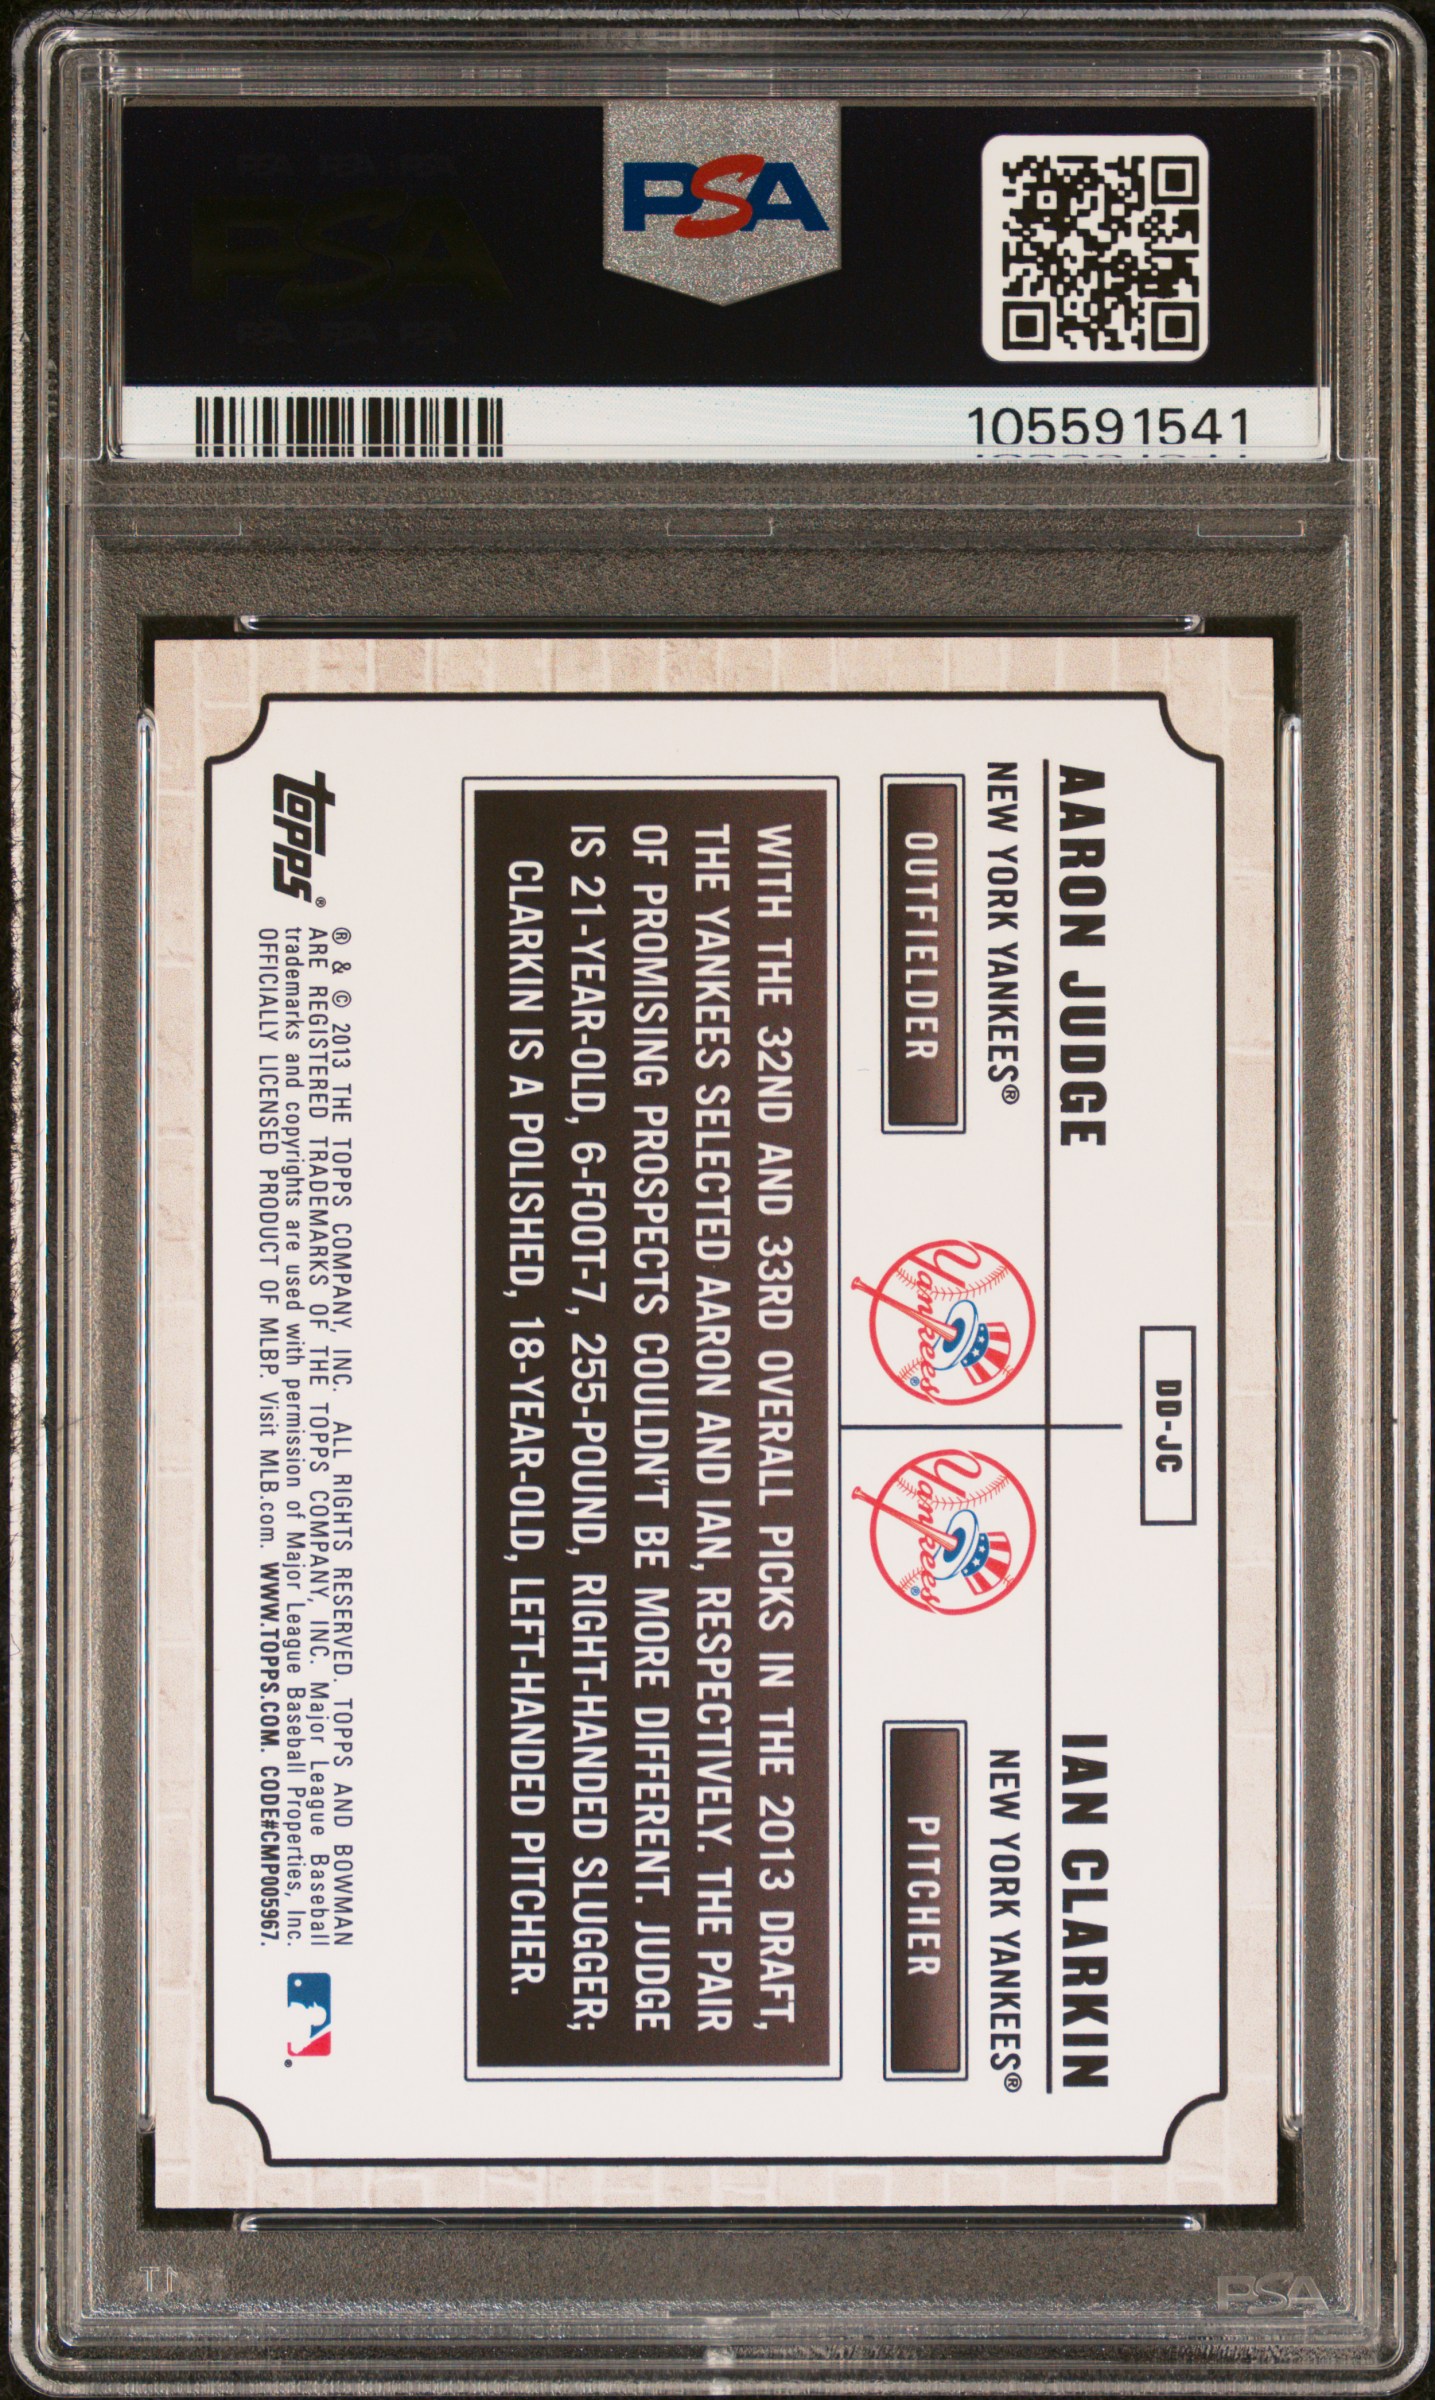 PSA
105591541
DD-JC
AARON JUDGE
NEW YORK YANKEES®
OUTFIELDER
Yankees®
IAN CLARKIN
NEW YORK YANKEES®
PITCHER
Yankees®
WITH THE 32ND AND 33RD OVERALL PICKS IN THE 2013 DRAFT,
THE YANKEES SELECTED AARON AND IAN, RESPECTIVELY. THE PAIR
OF PROMISING PROSPECTS COULDN'T BE MORE DIFFERENT. JUDGE
IS 21-YEAR-OLD, 6-FOOT-7, 255-POUND, RIGHT-HANDED SLUGGER;
CLARKIN IS A POLISHED, 18-YEAR-OLD, LEFT-HANDED PITCHER.
topps®
® & © 2013 THE TOPPS COMPANY, INC. ALL RIGHTS RESERVED. TOPPS AND BOWMAN
ARE REGISTERED TRADEMARKS OF THE TOPPS COMPANY, INC. Major League Baseball
trademarks and copyrights are used with permission of Major League Baseball Properties, Inc.
OFFICIALLY LICENSED PRODUCT OF MLBP. Visit MLB.com. WWW.TOPPS.COM. CODE#CMP005967.
PSA